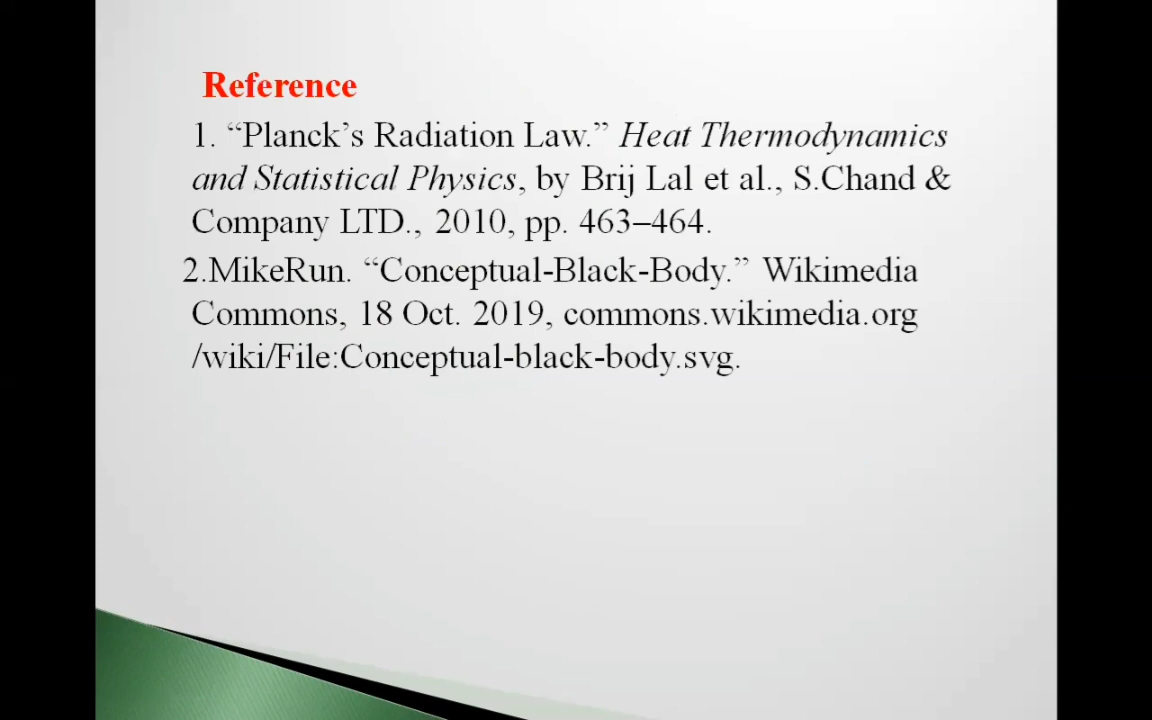 Reference
1. “Planck’s Radiation Law.” Heat Thermodynamics
and Statistical Physics, by Brij Lal et al., S.Chand &
Company LTD., 2010, pp. 463–464.
2.MikeRun. “Conceptual-Black-Body.” Wikimedia
Commons, 18 Oct. 2019, commons.wikimedia.org
/wiki/File:Conceptual-black-body.svg.